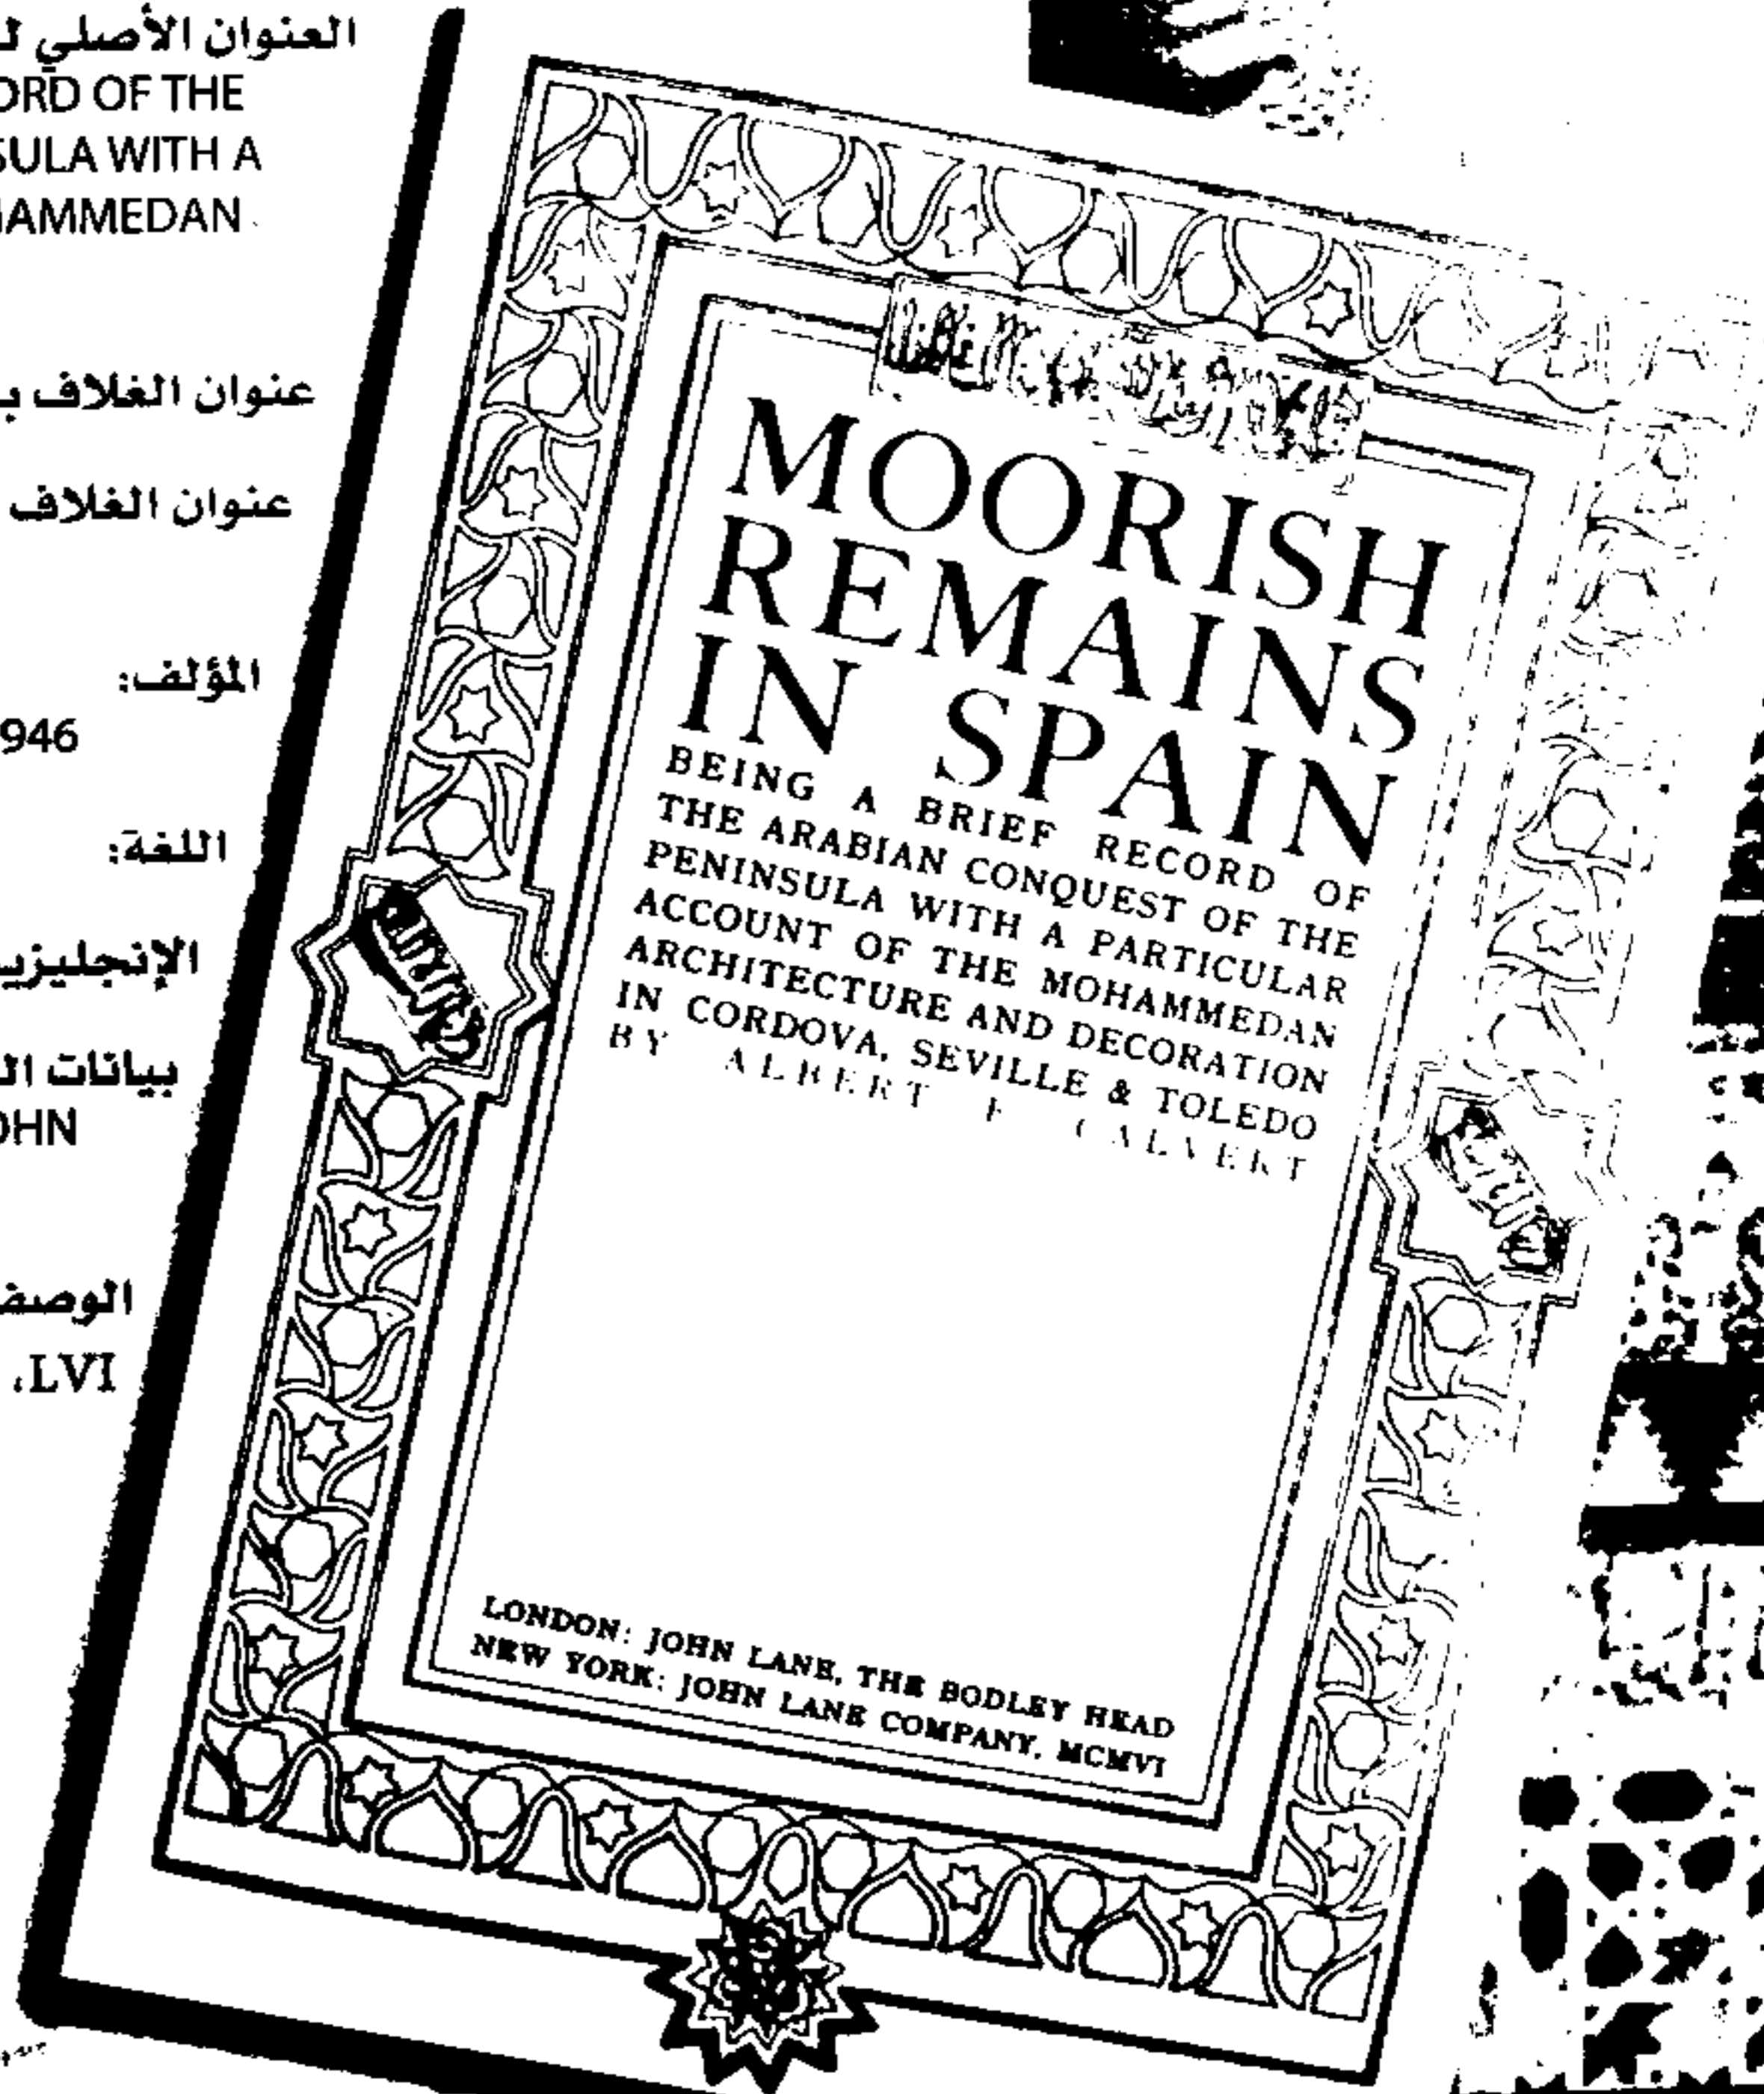 العنوان الأصلي
ORD OF THE
SULA WITH A
HAMMEDAN
عنوان الغلاف
عنوان الغلاف
المؤلف:
946
اللغة:
الإنجليزي
بيانات
OHN
الوصف
LVI،
MOORISH
REMAINS
IN SPAIN
BEING A BRIEF RECORD OF
THE ARABIAN CONQUEST OF THE
PENINSULA WITH A PARTICULAR
ACCOUNT OF THE MOHAMMEDAN
ARCHITECTURE AND DECORATION
IN CORDOVA, SEVILLE & TOLEDO
BY ALBERT F CALVERT
LONDON: JOHN LANE, THE BODLEY HEAD
NEW YORK: JOHN LANE COMPANY, MCMVI